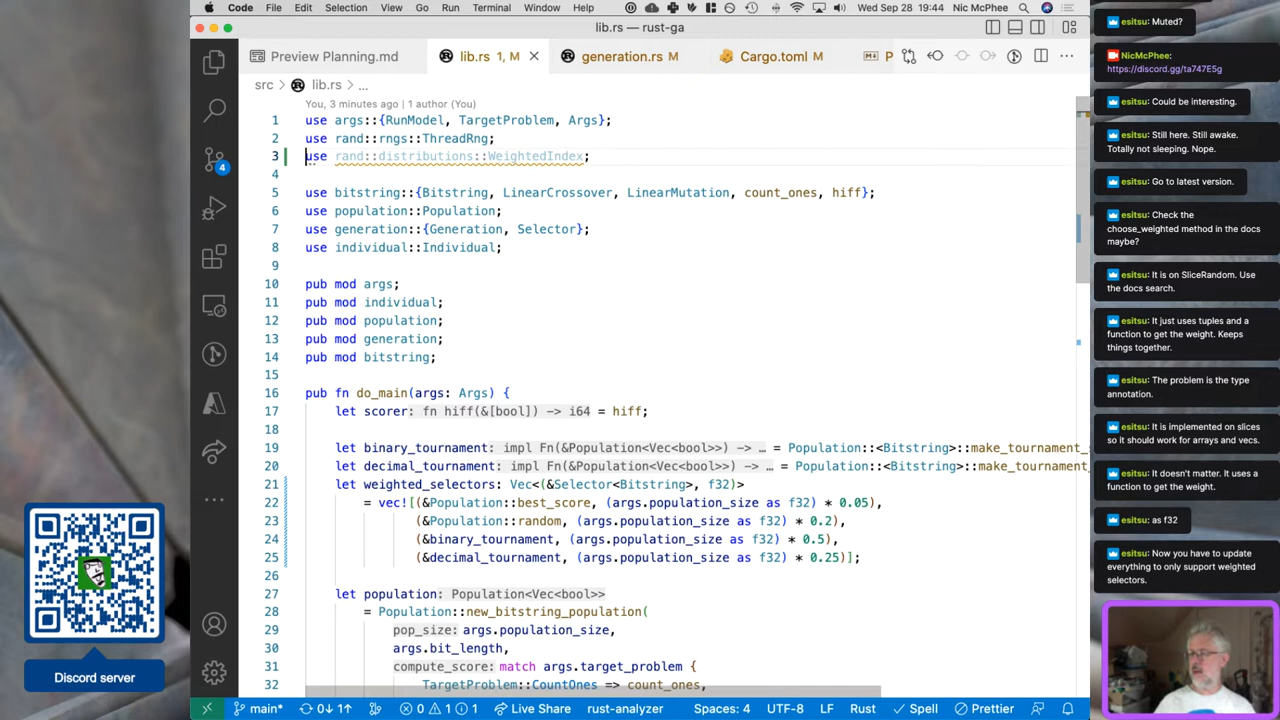 Code File Edit Selection View Go Run Terminal Window Help Wed Sep 28 19:44 Nic McPhee
lib.rs — rust-ga
Preview Planning.md lib.rs 1, M generation.rs M Cargo.toml M P
src > lib.rs > ...
You, 3 minutes ago | 1 author (You)
1 use args::{RunModel, TargetProblem, Args};
2 use rand::rngs::ThreadRng;
3 use rand::distributions::WeightedIndex;
4
5 use bitstring::{Bitstring, LinearCrossover, LinearMutation, count_ones, hiff};
6 use population::Population;
7 use generation::{Generation, Selector};
8 use individual::Individual;
9
10 pub mod args;
11 pub mod individual;
12 pub mod population;
13 pub mod generation;
14 pub mod bitstring;
15
16 pub fn do_main(args: Args) {
17 let scorer: fn hiff(&[bool]) -> i64 = hiff;
18
19 let binary_tournament: impl Fn(&Population<Vec<bool>>) -> … = Population::<Bitstring>::make_tournament_s
20 let decimal_tournament: impl Fn(&Population<Vec<bool>>) -> … = Population::<Bitstring>::make_tournament_
21 let weighted_selectors: Vec<(&Selector<Bitstring>, f32)>
22 = vec![(&Population::best_score, (args.population_size as f32) * 0.05),
23 (&Population::random, (args.population_size as f32) * 0.2),
24 (&binary_tournament, (args.population_size as f32) * 0.5),
25 (&decimal_tournament, (args.population_size as f32) * 0.25)];
26
27 let population: Population<Vec<bool>>
28 = Population::new_bitstring_population(
29 pop_size: args.population_size,
30 args.bit_length,
31 compute_score: match args.target_problem {
32 TargetProblem::CountOnes => count_ones,
4
main* 0↓ 1↑ 0 1 1 Live Share rust-analyzer Spaces: 4 UTF-8 LF Rust Spell Prettier
Discord server
esitsu: Muted?
NicMcPhee:
https://discord.gg/ta747E5g
esitsu: Could be interesting.
esitsu: Still here. Still awake.
Totally not sleeping. Nope.
esitsu: Go to latest version.
esitsu: Check the
choose_weighted method in the docs
maybe?
esitsu: It is on SliceRandom. Use
the docs search.
esitsu: It just uses tuples and a
function to get the weight. Keeps
things together.
esitsu: The problem is the type
annotation.
esitsu: It is implemented on slices
so it should work for arrays and vecs.
esitsu: It doesn't matter. It uses a
function to get the weight.
esitsu: as f32
esitsu: Now you have to update
everything to only support weighted
selectors.